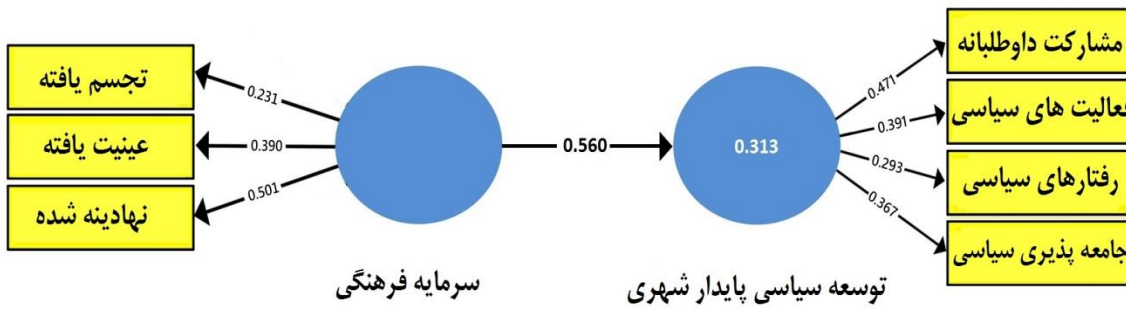 مشارکت داوطلبانه
فعالیت های سیاسی
رفتارهای سیاسی
جامعه پذیری سیاسی
0.471
0.391
0.293
0.367
0.313
توسعه سیاسی پایدار شهری
0.560
سرمایه فرهنگی
0.231
0.390
0.501
تجسم یافته
عینیت یافته
نهادینه شده